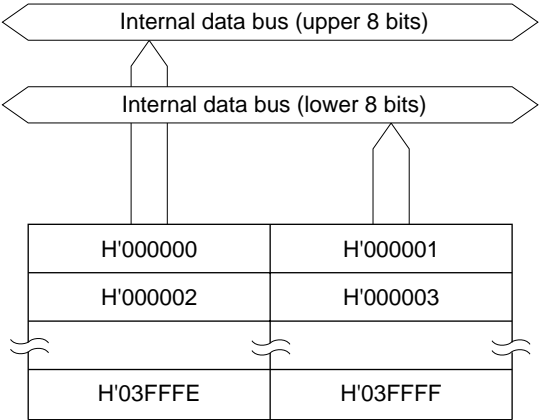 Internal data bus (upper 8 bits)
Internal data bus (lower 8 bits)
H'000000 H'000001
H'000002 H'000003
H'03FFFE H'03FFFF